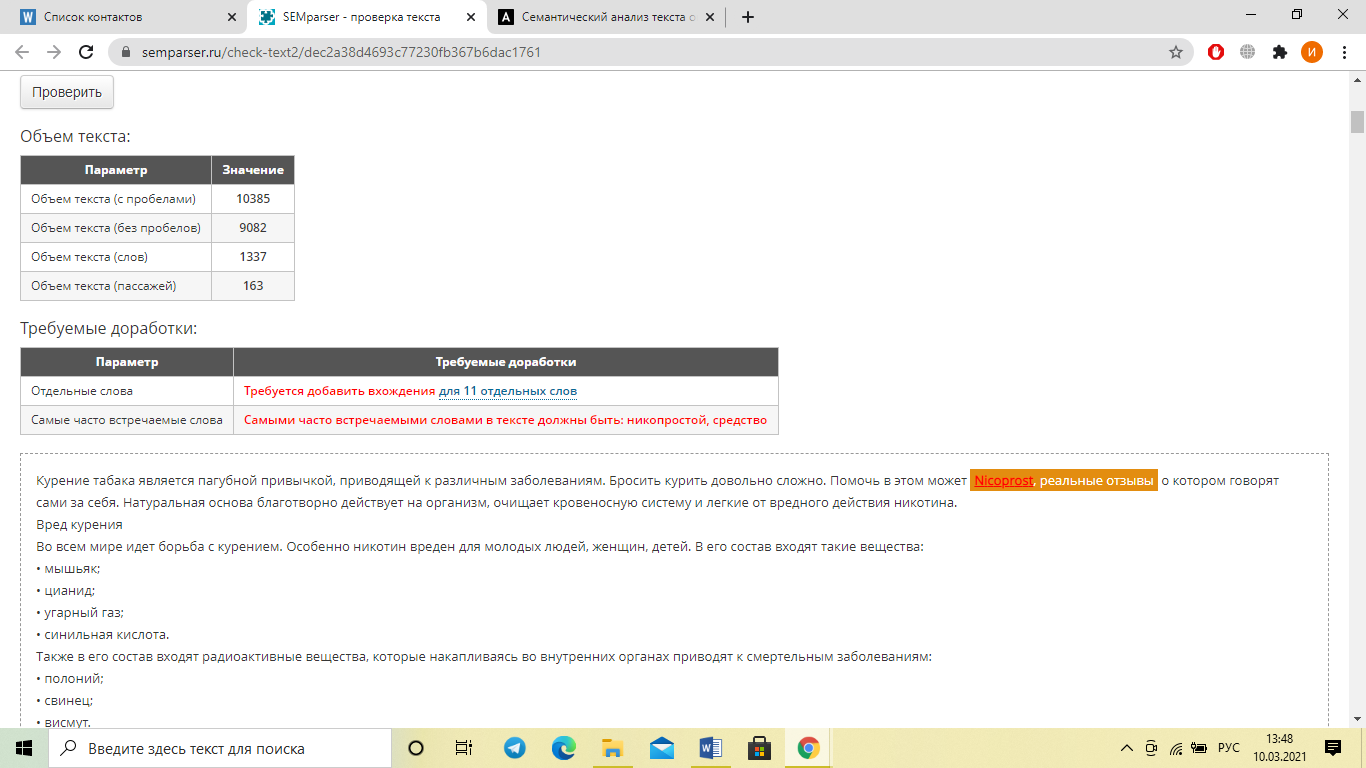 Список контактов
SEMparser - проверка текста
Семантический анализ текста о
semparser.ru/check-text2/dec2a38d4693c77230fb367b6dac1761
И
Проверить
Объем текста:
Параметр Значение
Объем текста (с пробелами) 10385
Объем текста (без пробелов) 9082
Объем текста (слов) 1337
Объем текста (пассажей) 163
Требуемые доработки:
Параметр Требуемые доработки
Отдельные слова Требуется добавить вхождения для 11 отдельных слов
Самые часто встречаемые слова Самыми часто встречаемыми словами в тексте должны быть: никопростой, средство
Курение табака является пагубной привычкой, приводящей к различным заболеваниям. Бросить курить довольно сложно. Помочь в этом может Nicoprost, реальные отзывы о котором говорят
сами за себя. Натуральная основа благотворно действует на организм, очищает кровеносную систему и легкие от вредного действия никотина.
Вред курения
Во всем мире идет борьба с курением. Особенно никотин вреден для молодых людей, женщин, детей. В его состав входят такие вещества:
• мышьяк;
• цианид;
• угарный газ;
• синильная кислота.
Также в его состав входят радиоактивные вещества, которые накапливаясь во внутренних органах приводят к смертельным заболеваниям:
• полоний;
• свинец;
• висмут.
Введите здесь текст для поиска
РУС
13:48
10.03.2021